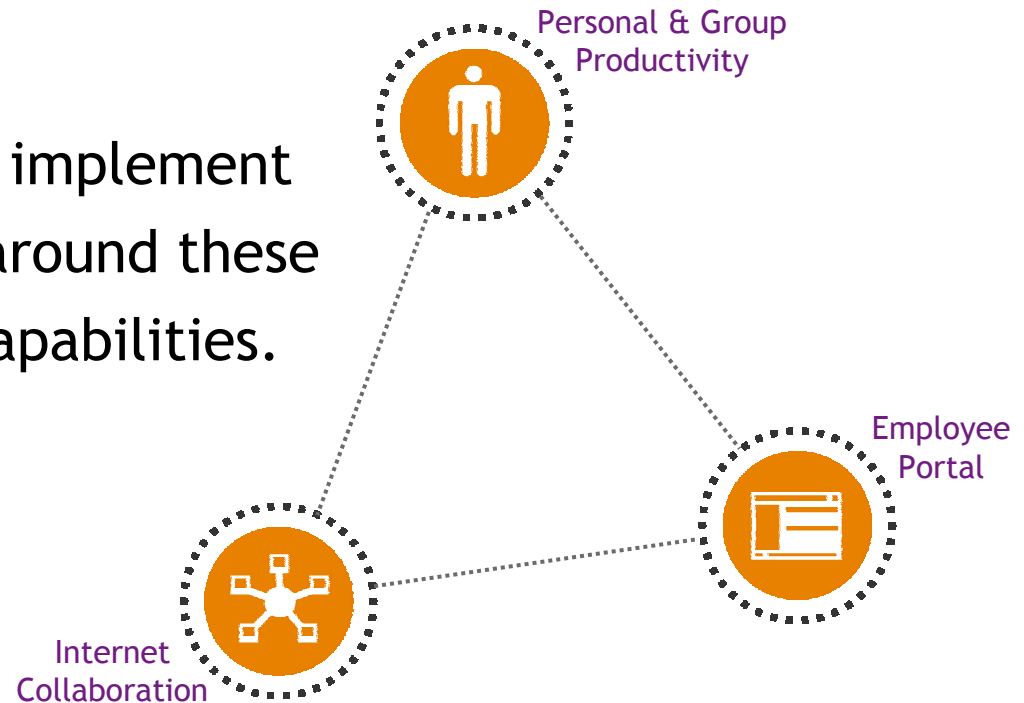 Personal & Group
Productivity
implement
around these
apabilities.
Employee
Portal
Internet
Collaboration